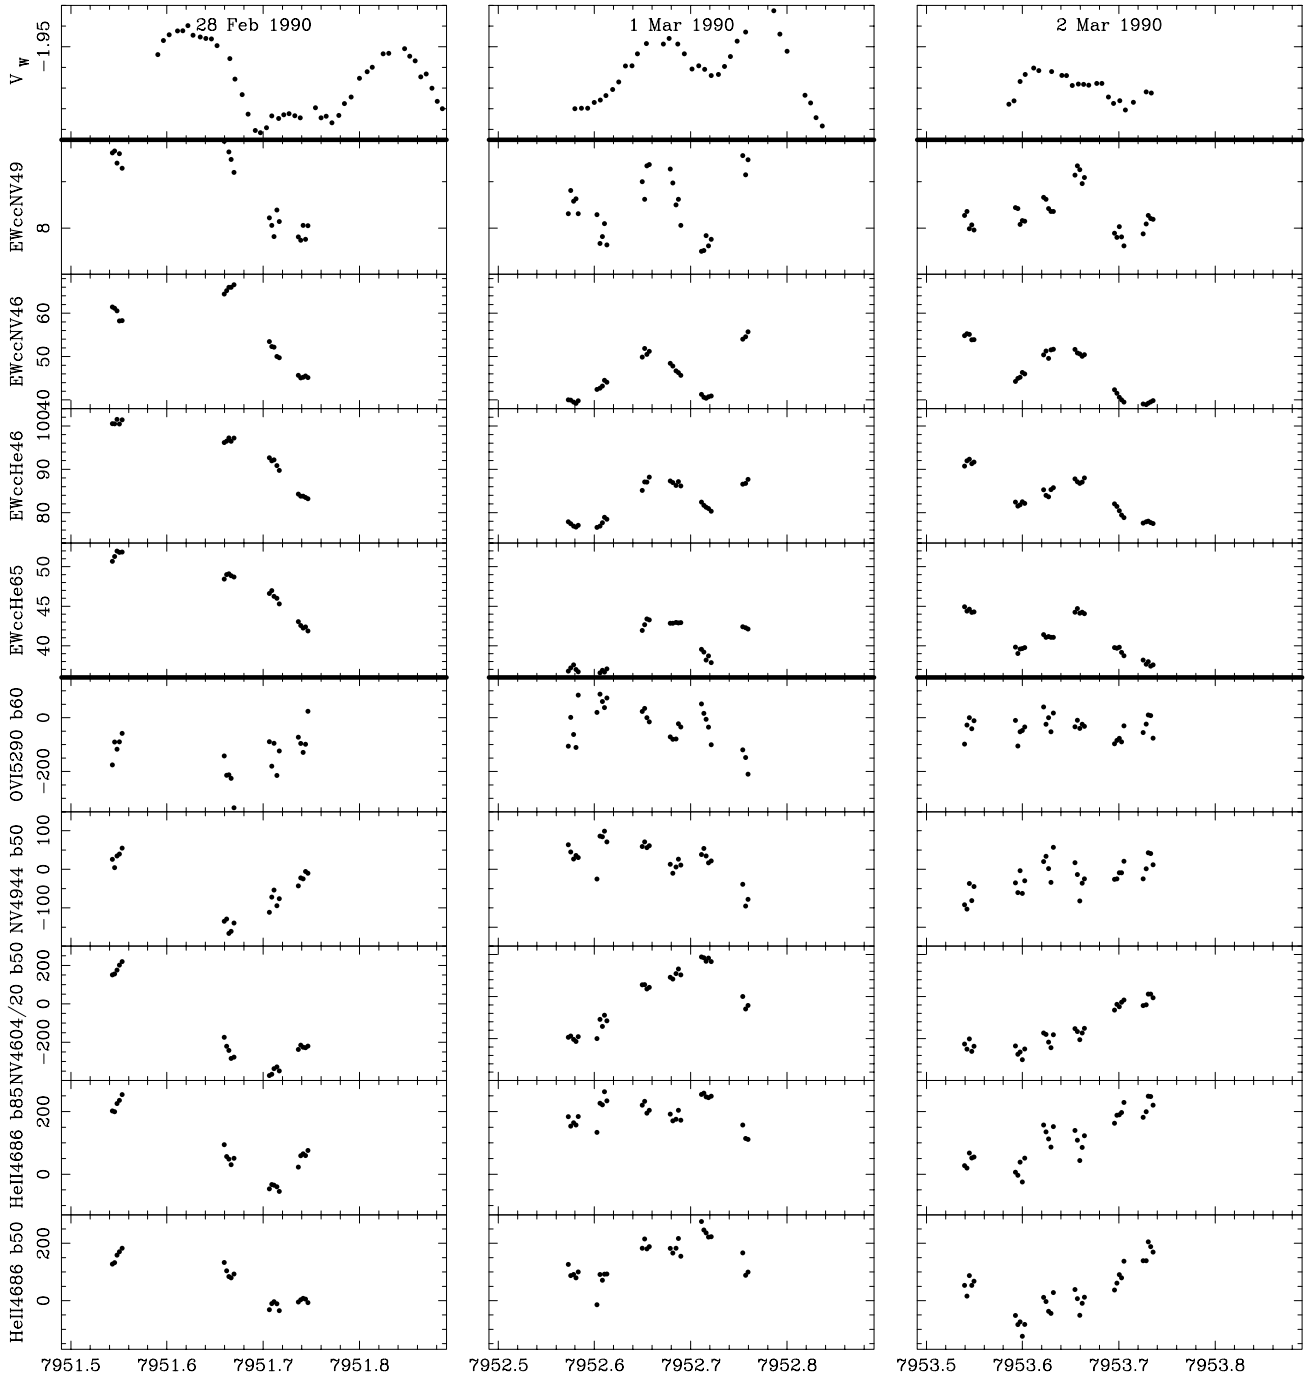 28 Feb 1990
1 Mar 1990
2 Mar 1990
V_w
-1.95
EWccNV49
8
EWccNV46
60
50
40
EWccHe46
100
90
80
EWccHe65
50
45
40
OVI5290 b60
0
-200
NV4944 b50
100
0
-100
NV4604/20 b50
200
0
-200
HeII4686 b85
200
0
HeII4686 b50
200
0
7951.5 7951.6 7951.7 7951.8 7952.5 7952.6 7952.7 7952.8 7953.5 7953.6 7953.7 7953.8